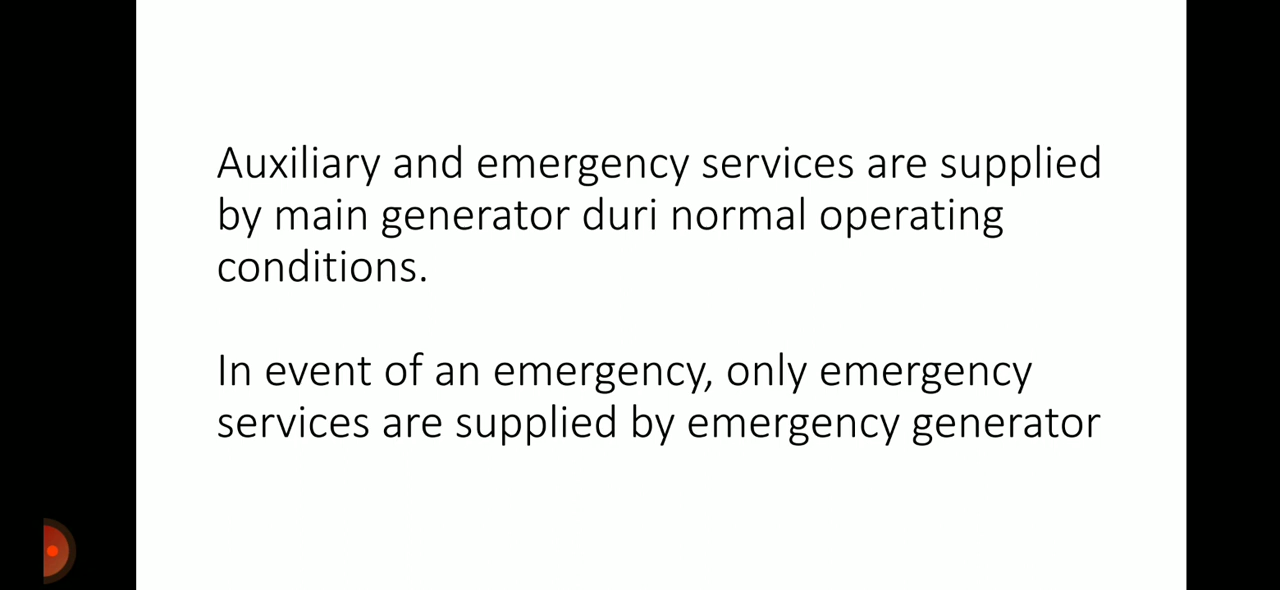 Auxiliary and emergency services are supplied
by main generator duri normal operating
conditions.
In event of an emergency, only emergency
services are supplied by emergency generator